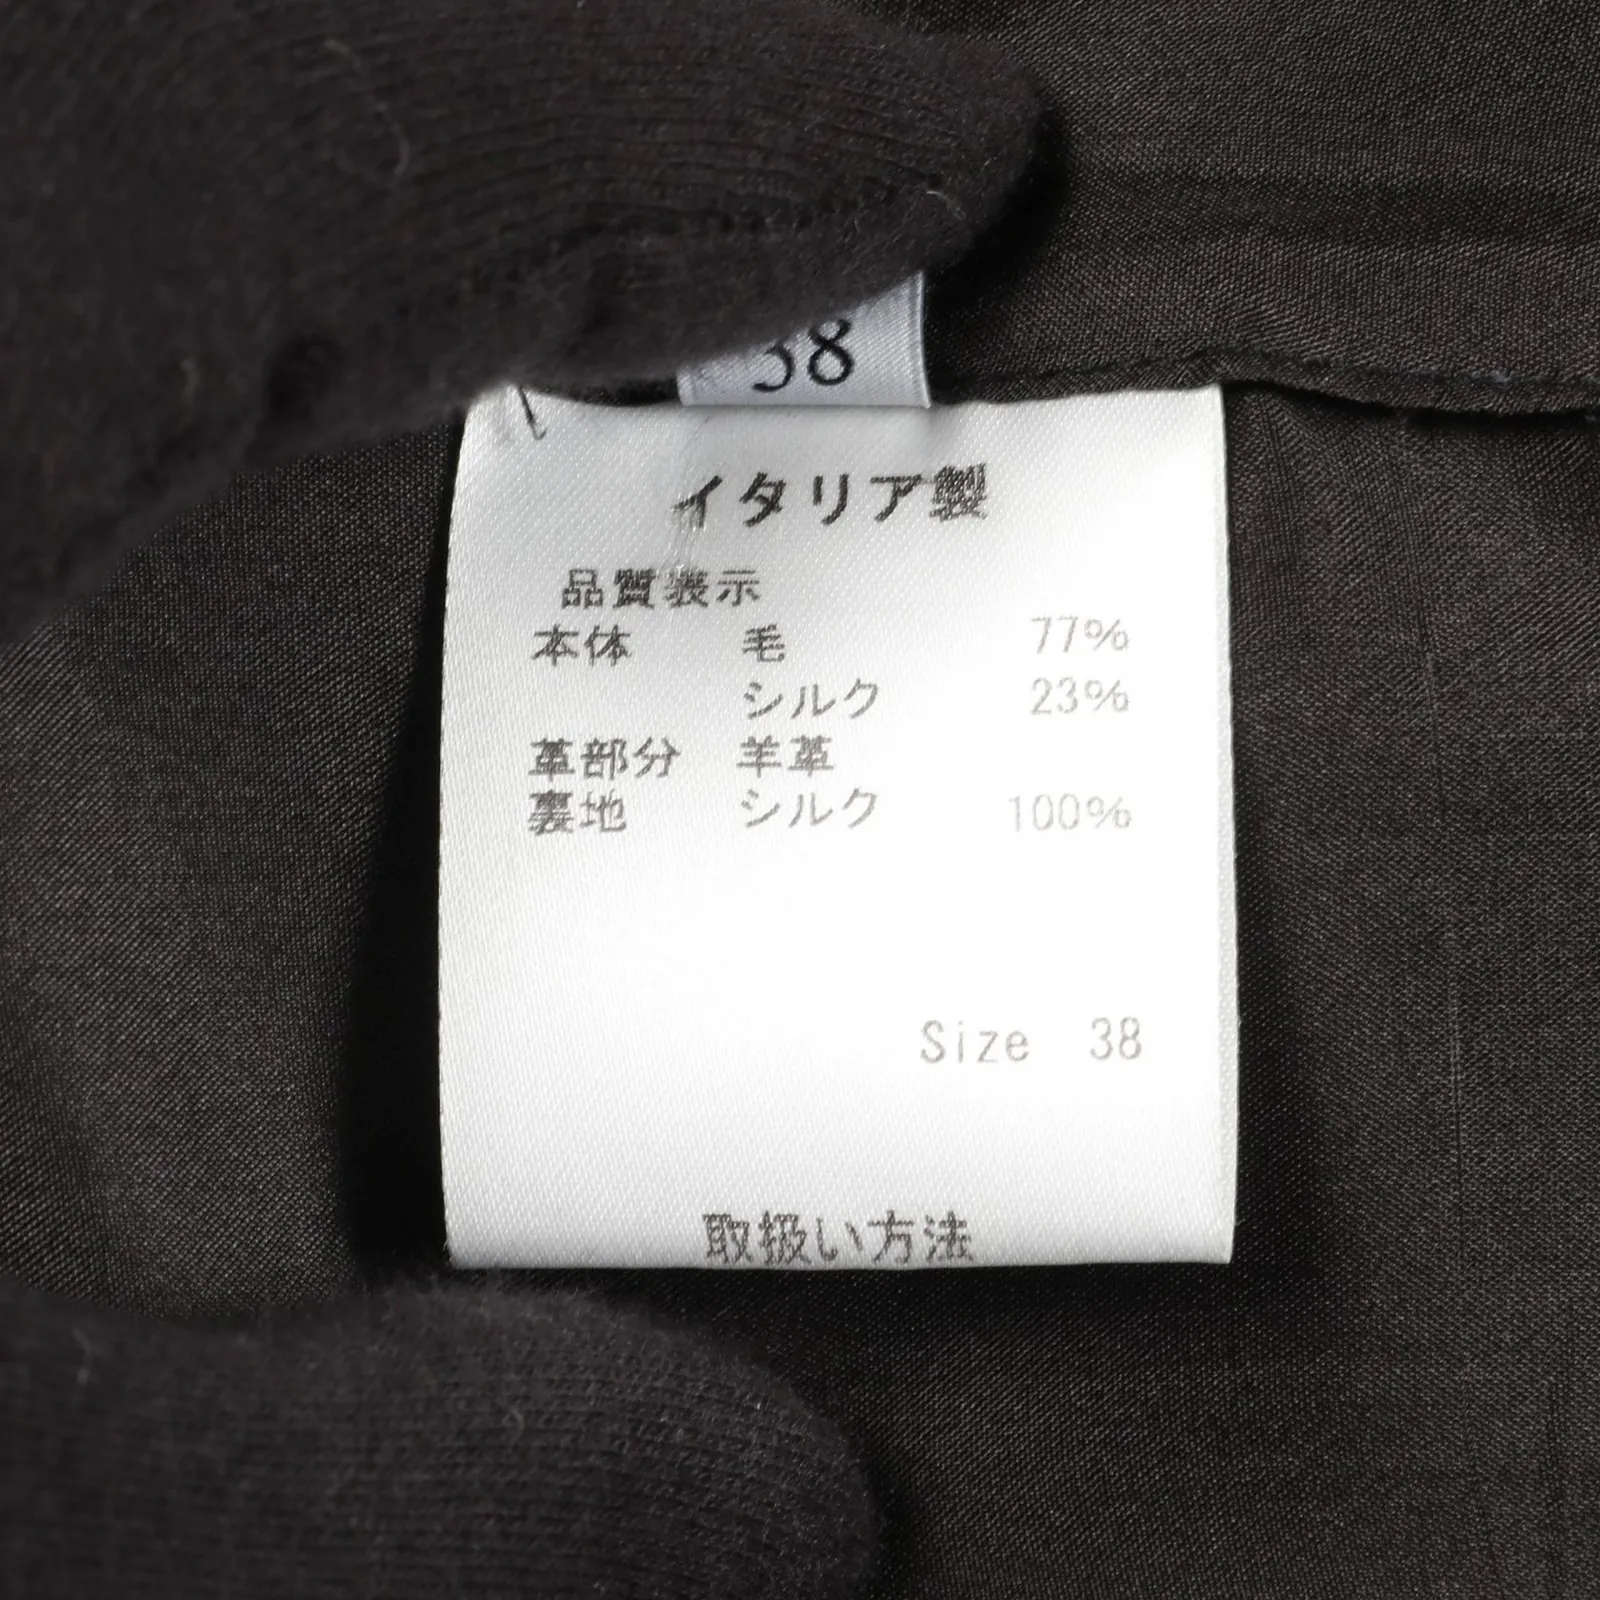 38
イタリア製
品質表示
本体 毛 77%
シルク 23%
革部分 羊革
裏地 シルク 100%
Size 38
取扱い方法